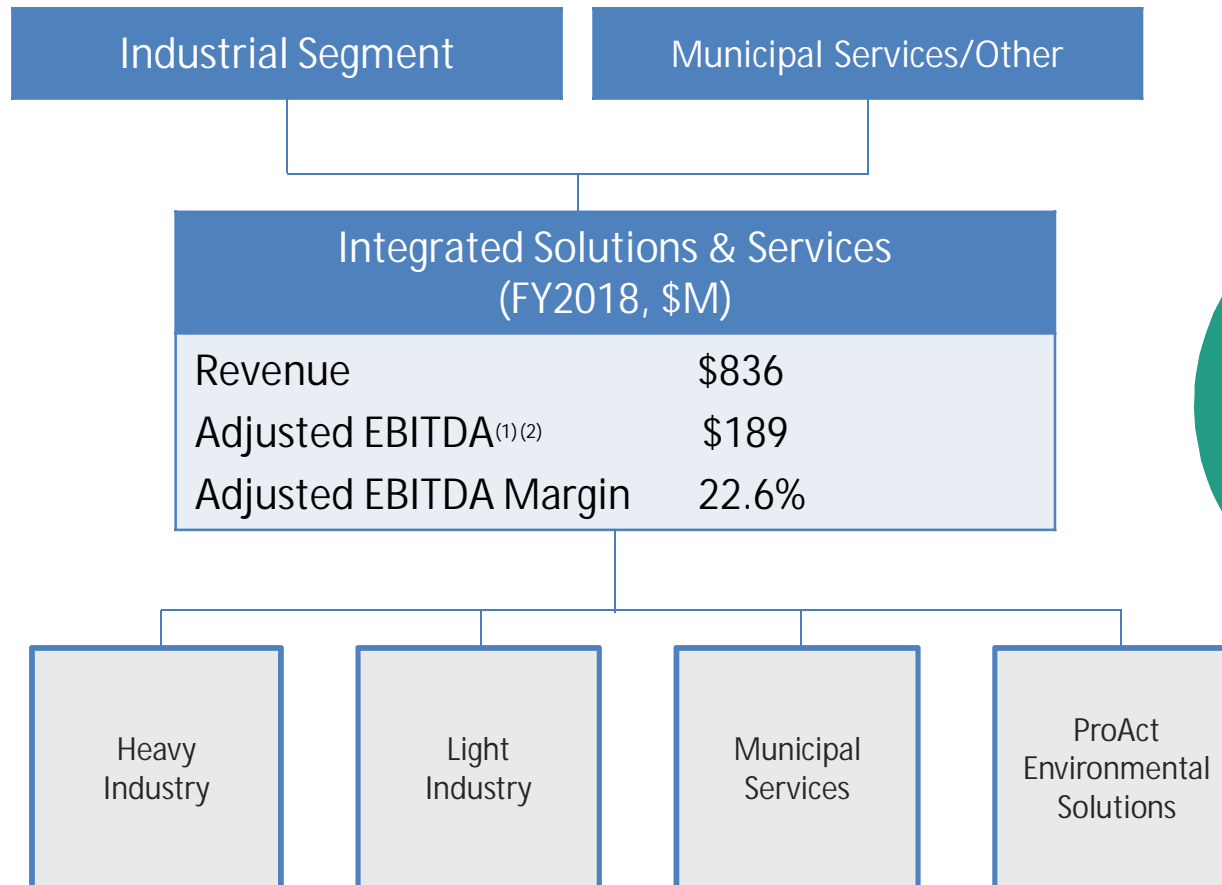 Industrial Segment
Municipal Services/Other
Integrated Solutions & Services
(FY2018, $M)
Revenue $836
Adjusted EBITDA(1)(2) $189
Adjusted EBITDA Margin 22.6%
Heavy
Industry
Light
Industry
Municipal
Services
ProAct
Environmental
Solutions